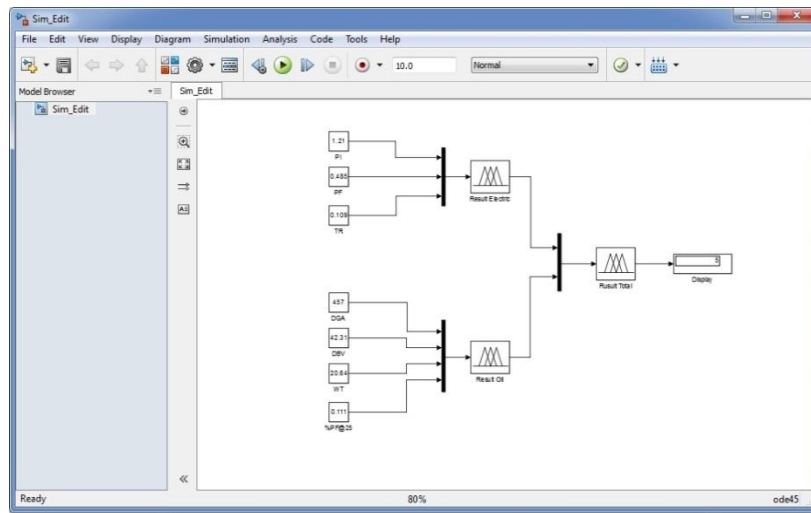 Sim_Edit
File Edit View Display Diagram Simulation Analysis Code Tools Help
10.0 Normal
Model Browser
Sim_Edit
Sim_Edit
1.21
PI
0.485
PF
0.109
TR
Result Electric
Rusult Total
5
Display
457
DGA
42.31
DBV
20.64
WT
0.111
%PF@25
Result Oil
Ready
80%
ode45